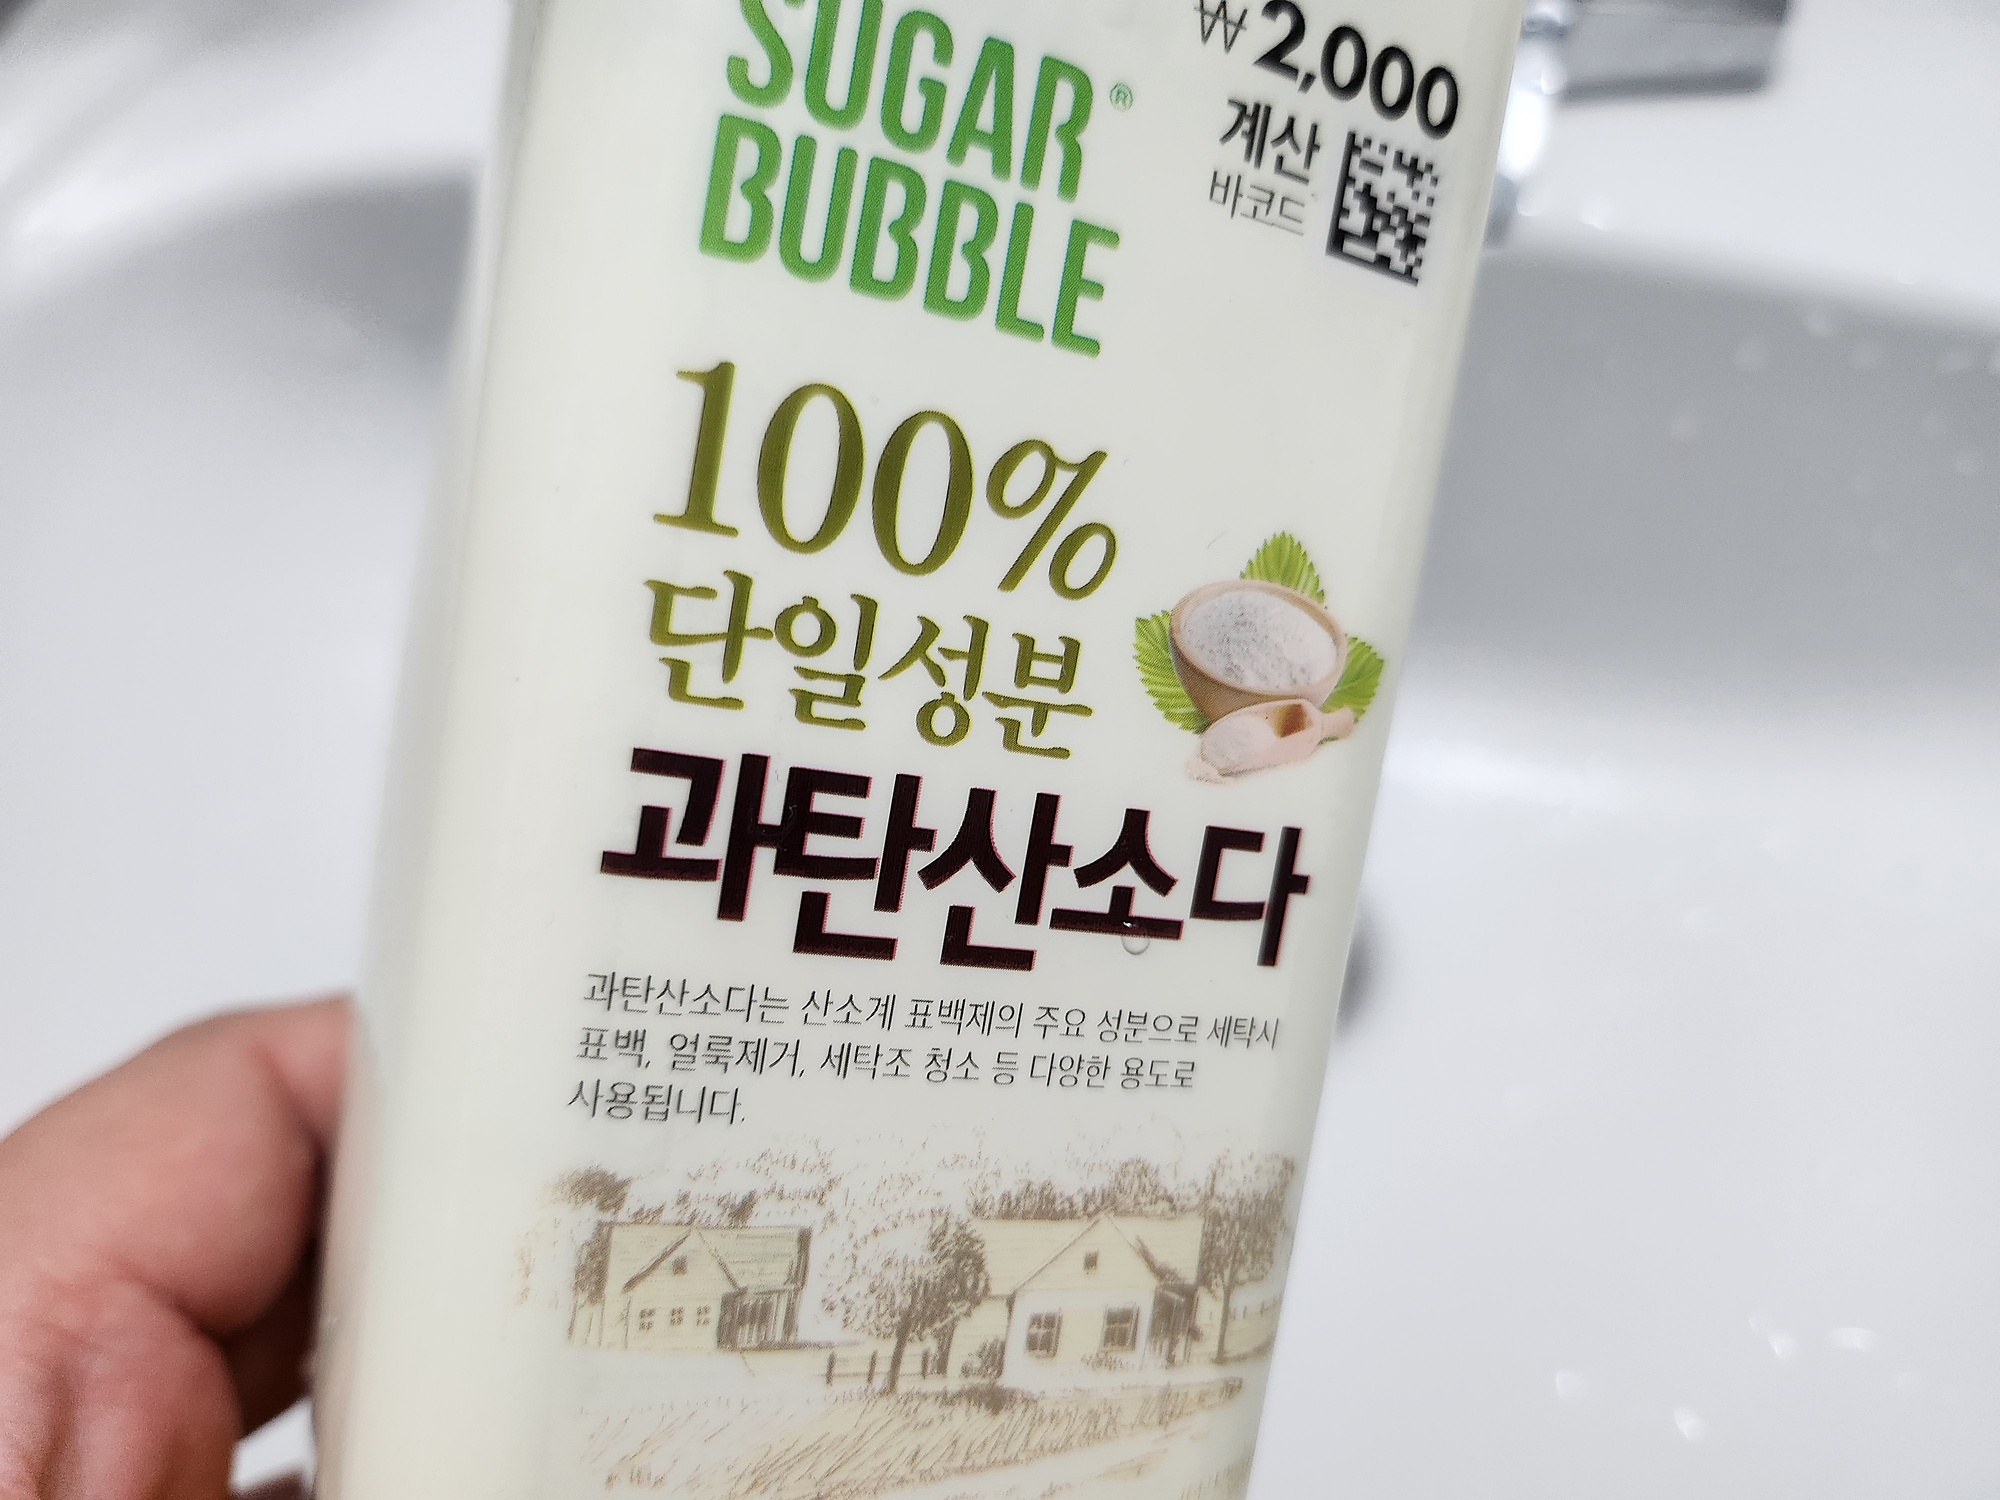 SUGAR®
BUBBLE
₩2,000
계산
바코드
100%
단일성분
과탄산소다
과탄산소다는 산소계 표백제의 주요 성분으로 세탁시
표백, 얼룩제거, 세탁조 청소 등 다양한 용도로
사용됩니다.